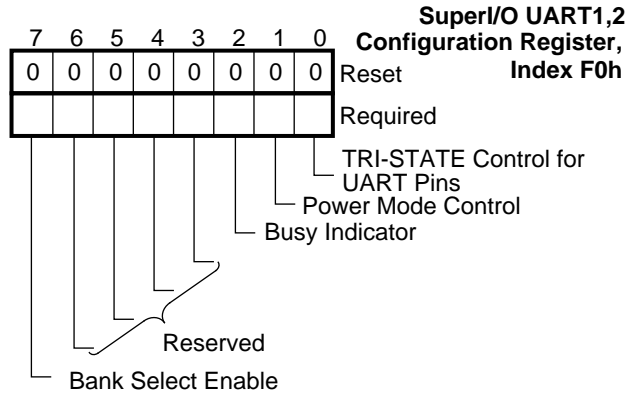 SuperI/O UART1,2
Configuration Register,
Index F0h
7 6 5 4 3 2 1 0
0 0 0 0 0 0 0 0 Reset
Required
TRI-STATE Control for
UART Pins
Power Mode Control
Busy Indicator
Reserved
Bank Select Enable